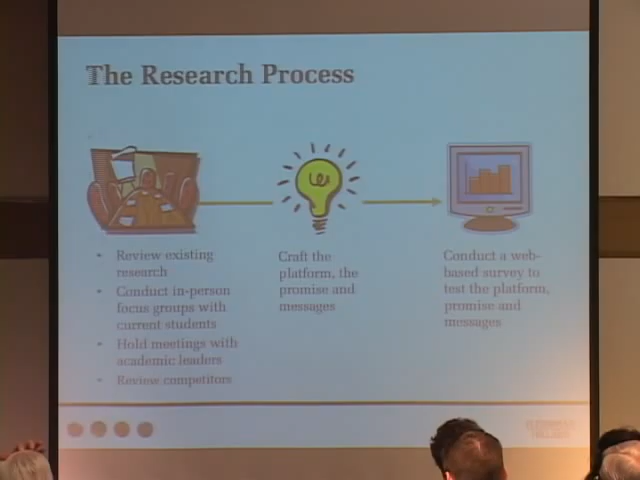 The Research Process
• Review existing
research
• Conduct in-person
focus groups with
current students
• Hold meetings with
academic leaders
• Review competitors
Craft the
platform, the
promise and
messages
Conduct a web-
based survey to
test the platform,
promise and
messages